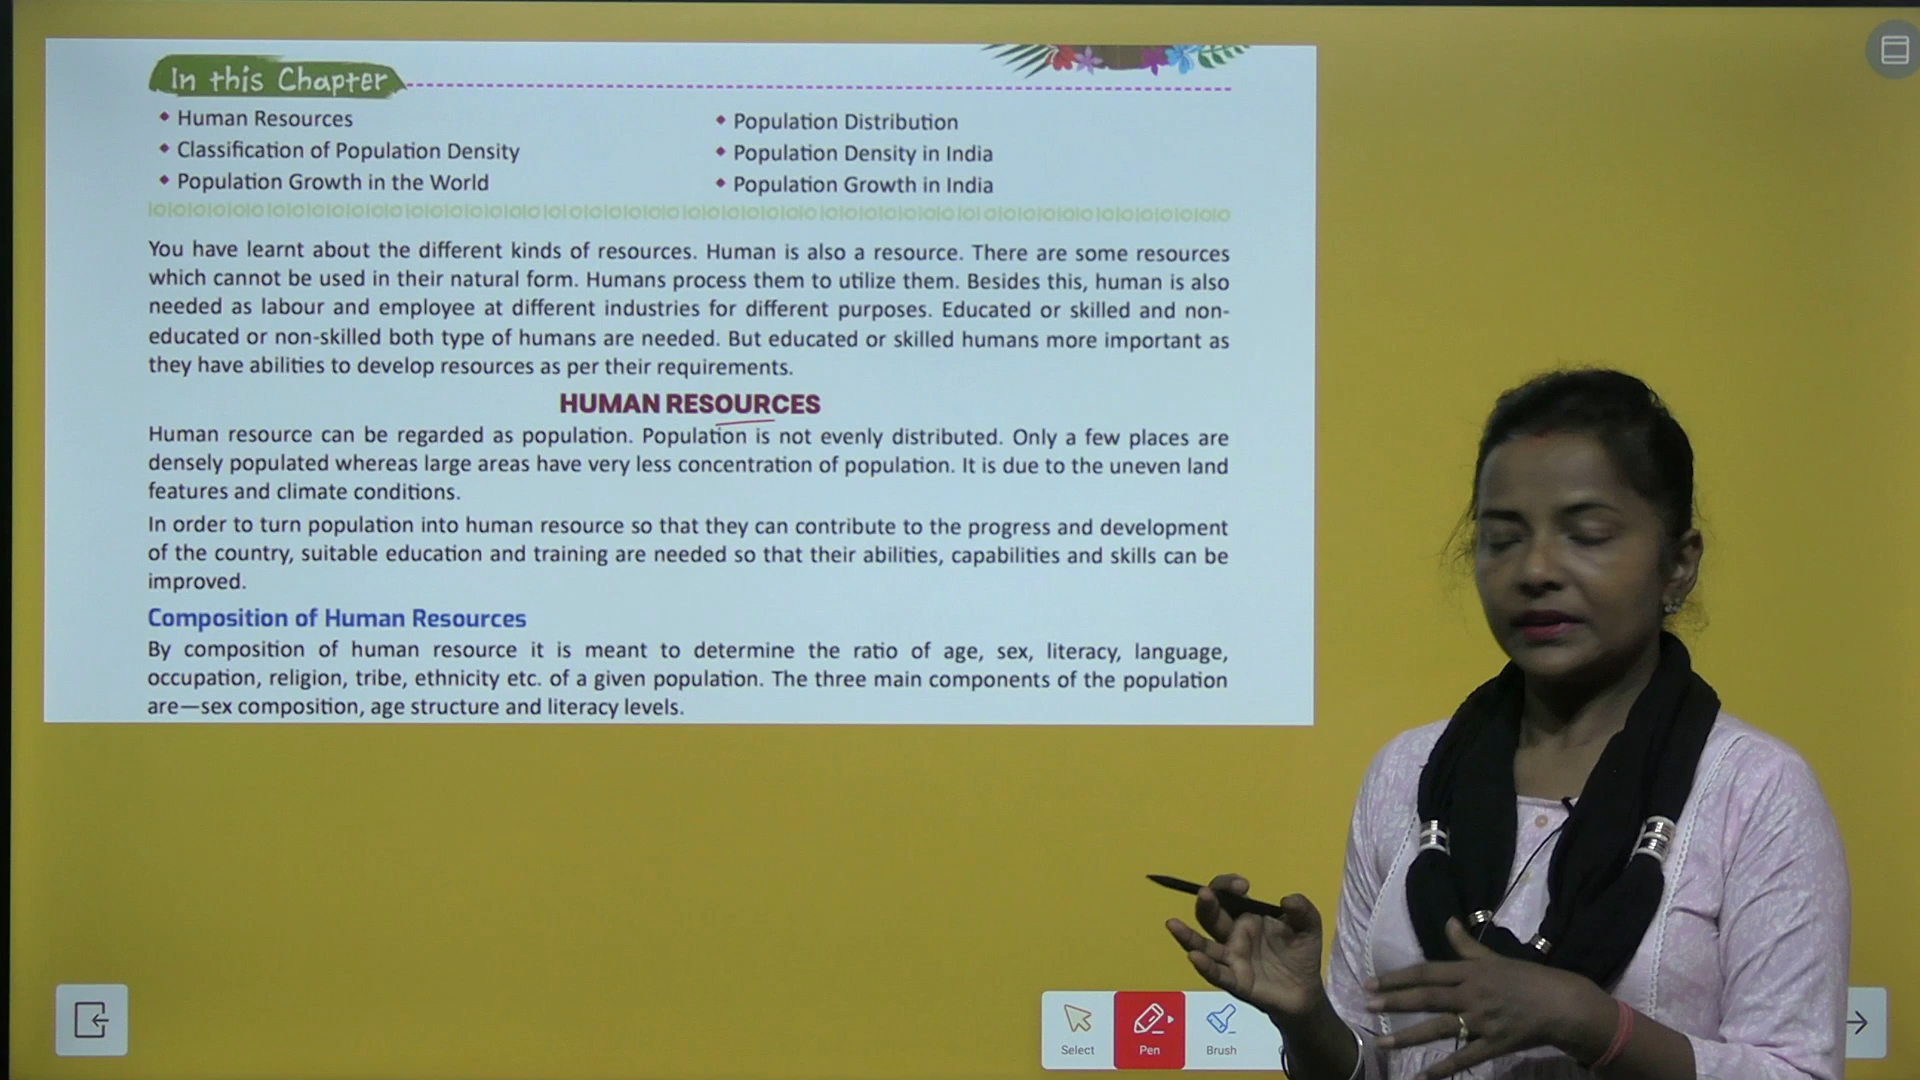 In this Chapter
◆ Human Resources
◆ Population Distribution
◆ Classification of Population Density
◆ Population Density in India
◆ Population Growth in the World
◆ Population Growth in India
You have learnt about the different kinds of resources. Human is also a resource. There are some resources
which cannot be used in their natural form. Humans process them to utilize them. Besides this, human is also
needed as labour and employee at different industries for different purposes. Educated or skilled and non-
educated or non-skilled both type of humans are needed. But educated or skilled humans more important as
they have abilities to develop resources as per their requirements.
HUMAN RESOURCES
Human resource can be regarded as population. Population is not evenly distributed. Only a few places are
densely populated whereas large areas have very less concentration of population. It is due to the uneven land
features and climate conditions.
In order to turn population into human resource so that they can contribute to the progress and development
of the country, suitable education and training are needed so that their abilities, capabilities and skills can be
improved.
Composition of Human Resources
By composition of human resource it is meant to determine the ratio of age, sex, literacy, language,
occupation, religion, tribe, ethnicity etc. of a given population. The three main components of the population
are—sex composition, age structure and literacy levels.
Select
Pen
Brush